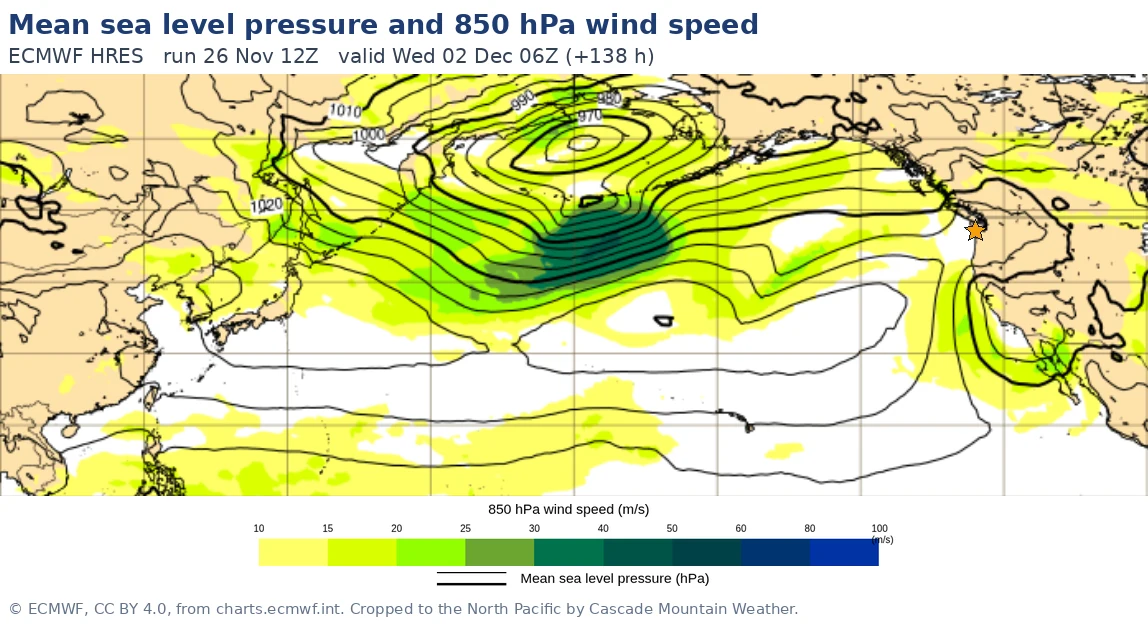 Mean sea level pressure and 850 hPa wind speed
ECMWF HRES run 26 Nov 12Z valid Wed 02 Dec 06Z (+138 h)
990
980
1010
970
1000
1020
850 hPa wind speed (m/s)
10 15 20 25 30 40 50 60 80 100
(m/s)
Mean sea level pressure (hPa)
© ECMWF, CC BY 4.0, from charts.ecmwf.int. Cropped to the North Pacific by Cascade Mountain Weather.